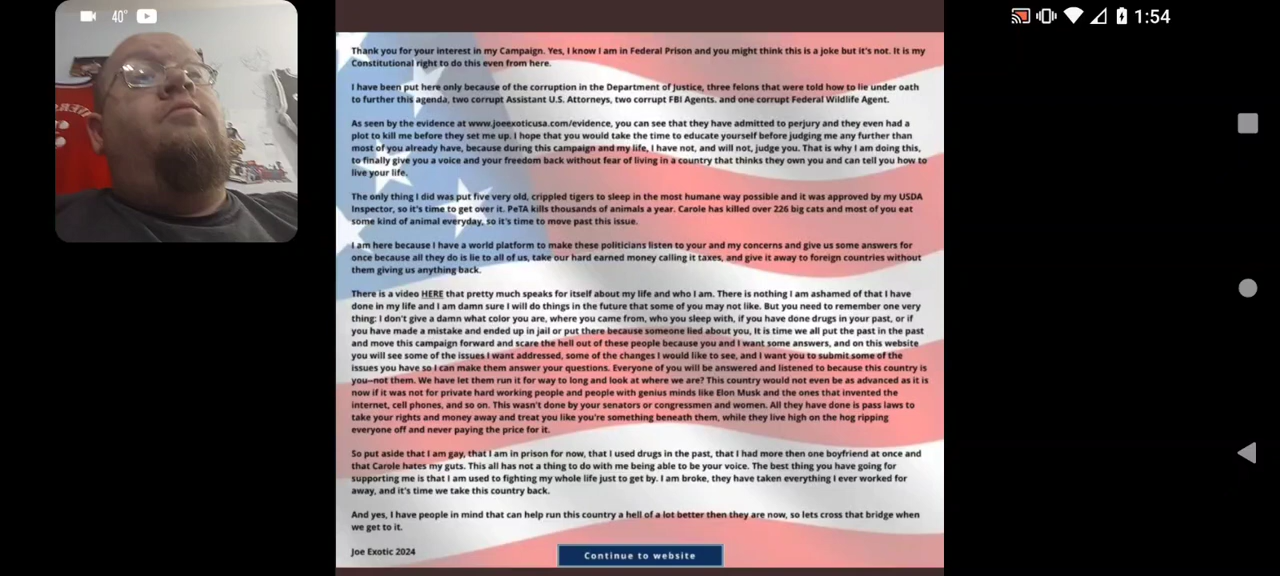 40°
1:54
Thank you for your interest in my Campaign. Yes, I know I am in Federal Prison and you might think this is a joke but it's not. It is my
Constitutional right to do this even from here.
I have been put here only because of the corruption in the Department of Justice, three felons that were told how to lie under oath
to further this agenda, two corrupt Assistant U.S. Attorneys, two corrupt FBI Agents. and one corrupt Federal Wildlife Agent.
As seen by the evidence at www.joeexoticusa.com/evidence, you can see that they have admitted to perjury and they even had a
plot to kill me before they set me up. I hope that you would take the time to educate yourself before judging me any further than
most of you already have, because during this campaign and my life, I have not, and will not, judge you. That is why I am doing this,
to finally give you a voice and your freedom back without fear of living in a country that thinks they own you and can tell you how to
live your life.
The only thing I did was put five very old, crippled tigers to sleep in the most humane way possible and it was approved by my USDA
Inspector, so it's time to get over it. PeTA kills thousands of animals a year. Carole has killed over 226 big cats and most of you eat
some kind of animal everyday, so it's time to move past this issue.
I am here because I have a world platform to make these politicians listen to your and my concerns and give us some answers for
once because all they do is lie to all of us, take our hard earned money calling it taxes, and give it away to foreign countries without
them giving us anything back.
There is a video HERE that pretty much speaks for itself about my life and who I am. There is nothing I am ashamed of that I have
done in my life and I am damn sure I will do things in the future that some of you may not like. But you need to remember one very
thing: I don't give a damn what color you are, where you came from, who you sleep with, if you have done drugs in your past, or if
you have made a mistake and ended up in jail or put there because someone lied about you, It is time we all put the past in the past
and move this campaign forward and scare the hell out of these people because you and I want some answers, and on this website
you will see some of the issues I want addressed, some of the changes I would like to see, and I want you to submit some of the
issues you have so I can make them answer your questions. Everyone of you will be answered and listened to because this country is
you--not them. We have let them run it for way to long and look at where we are? This country would not even be as advanced as it is
now if it was not for private hard working people and people with genius minds like Elon Musk and the ones that invented the
internet, cell phones, and so on. This wasn't done by your senators or congressmen and women. All they have done is pass laws to
take your rights and money away and treat you like you're something beneath them, while they live high on the hog ripping
everyone off and never paying the price for it.
So put aside that I am gay, that I am in prison for now, that I used drugs in the past, that I had more then one boyfriend at once and
that Carole hates my guts. This all has not a thing to do with me being able to be your voice. The best thing you have going for
supporting me is that I am used to fighting my whole life just to get by. I am broke, they have taken everything I ever worked for
away, and it's time we take this country back.
And yes, I have people in mind that can help run this country a hell of a lot better then they are now, so lets cross that bridge when
we get to it.
Joe Exotic 2024
Continue to website